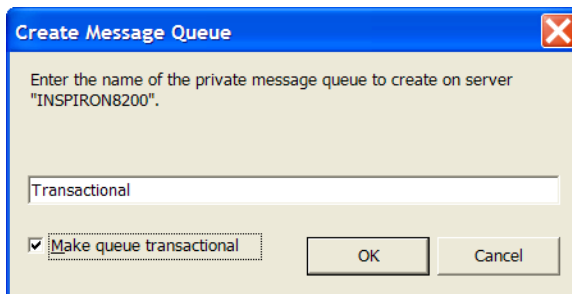 Create Message Queue
Enter the name of the private message queue to create on server
"INSPIRON8200".
Transactional
Make queue transactional
OK Cancel